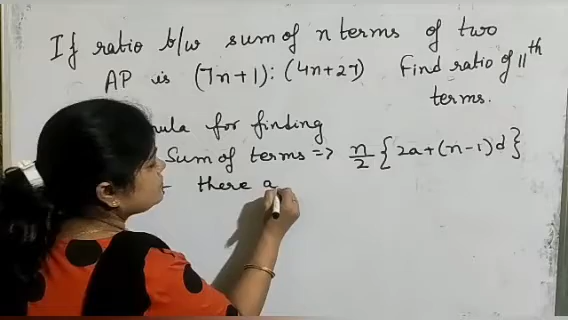 If ratio b/w sum of n terms of two
AP is (7n+1):(4n+27) Find ratio of 11th
terms.
for finding
Sum of terms => n/2 {2a+(n-1)d}
there a